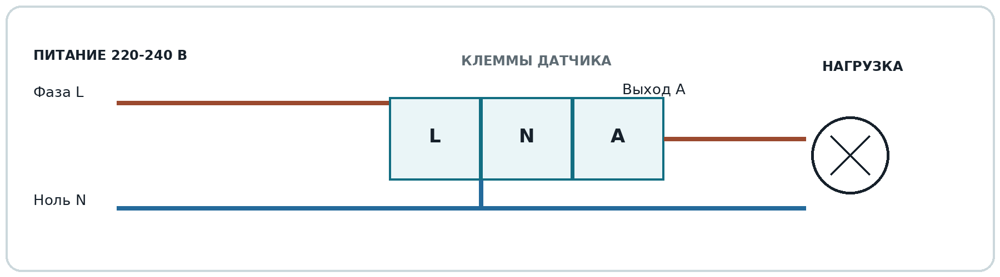 ПИТАНИЕ 220-240 В
КЛЕММЫ ДАТЧИКА
НАГРУЗКА
Фаза L
Выход A
L
N
A
Ноль N